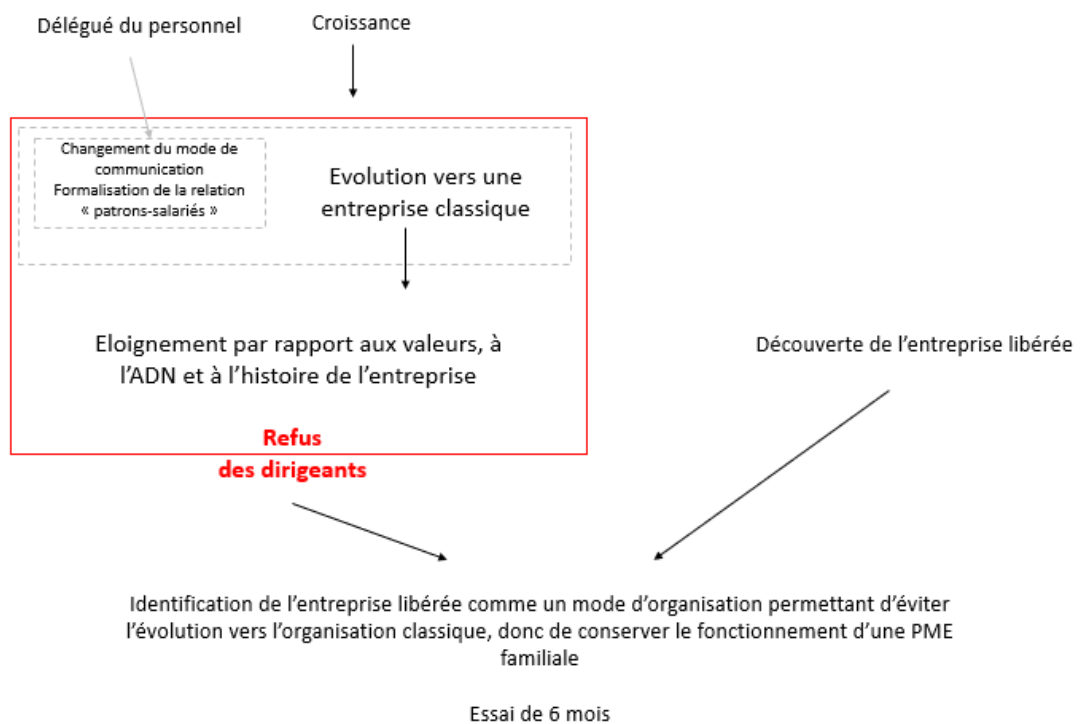 Délégué du personnel
Croissance
Changement du mode de
communication
Formalisation de la relation
« patrons-salariés »
Evolution vers une
entreprise classique
Eloignement par rapport aux valeurs, à
l’ADN et à l’histoire de l’entreprise
Découverte de l’entreprise libérée
Refus
des dirigeants
Identification de l’entreprise libérée comme un mode d’organisation permettant d’éviter
l’évolution vers l’organisation classique, donc de conserver le fonctionnement d’une PME
familiale
Essai de 6 mois